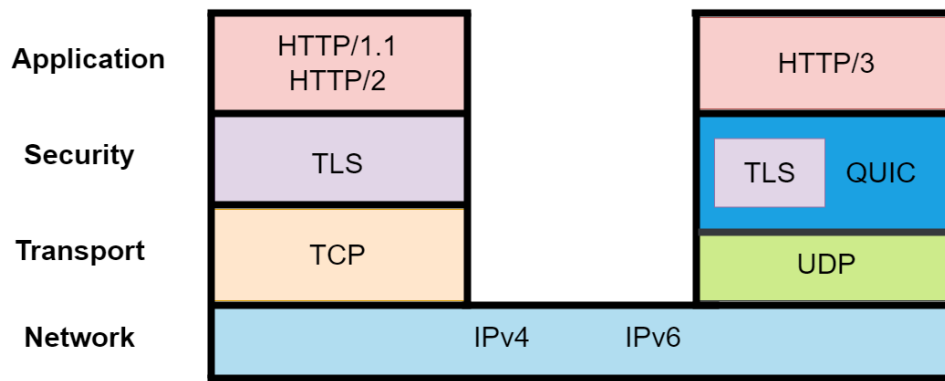 Application
HTTP/1.1
HTTP/2
HTTP/3
Security
TLS
TLS QUIC
Transport
TCP
UDP
Network
IPv4 IPv6